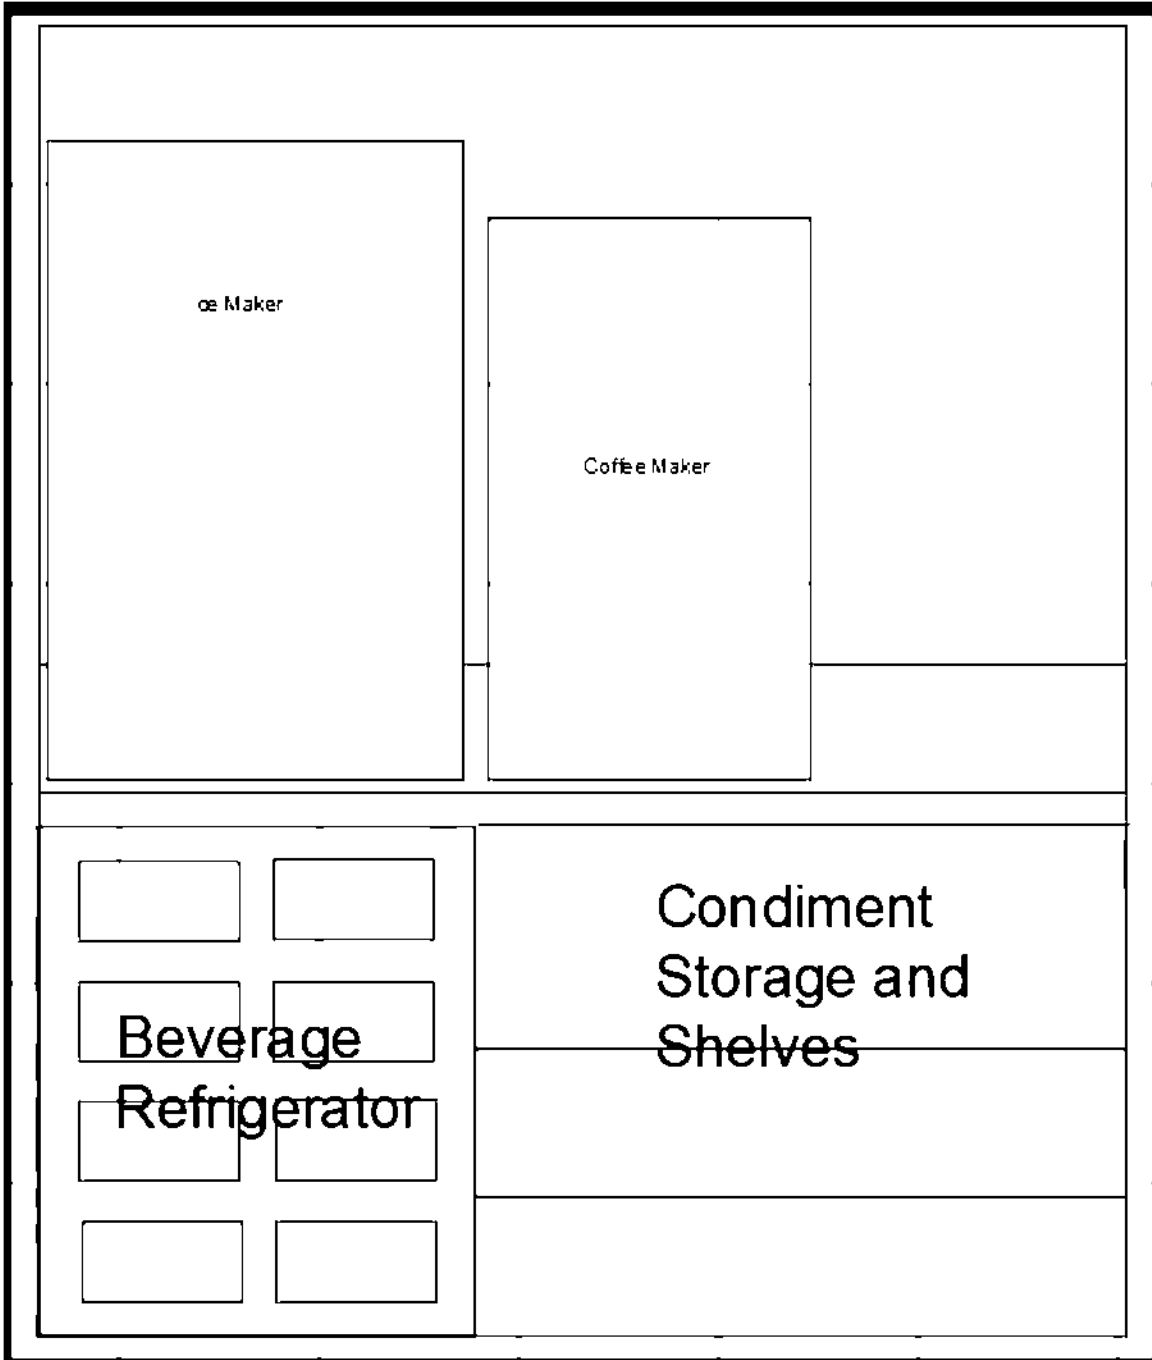 ce Maker
Coffee Maker
Condiment
Storage and
Shelves
Beverage
Refrigerator